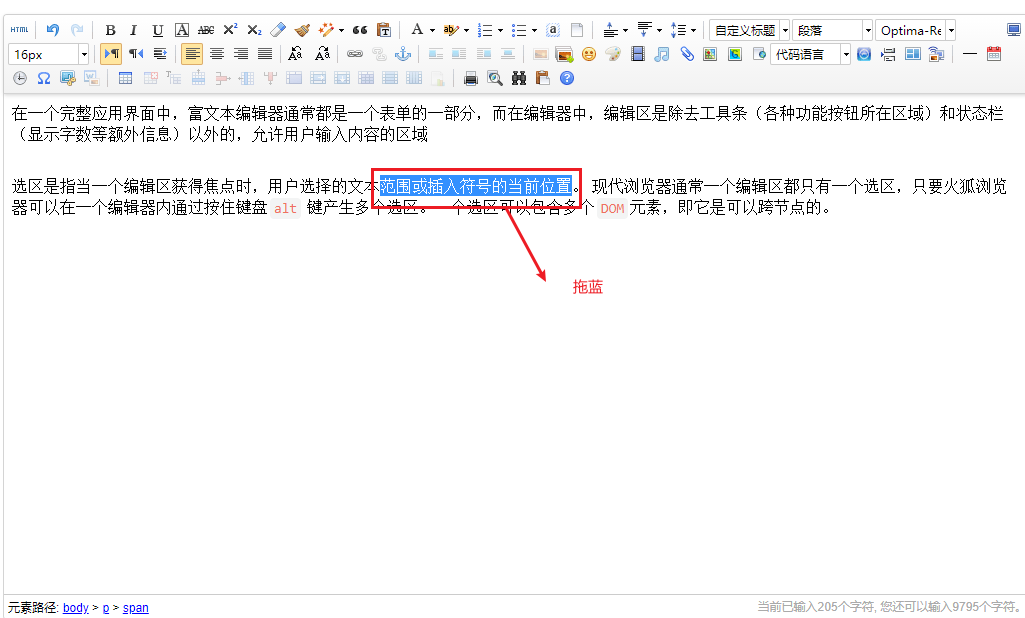 HTML B I U A ABC X² X₂ A ab a 自定义标题 段落 Optima-Re
16px 代码语言
Ω
在一个完整应用界面中，富文本编辑器通常都是一个表单的一部分，而在编辑器中，编辑区是除去工具条（各种功能按钮所在区域）和状态栏
（显示字数等额外信息）以外的，允许用户输入内容的区域
选区是指当一个编辑区获得焦点时，用户选择的文本范围或插入符号的当前位置。 现代浏览器通常一个编辑区都只有一个选区，只要火狐浏览
器可以在一个编辑器内通过按住键盘 alt 键产生多个选区。 一个选区可以包含多个 DOM 元素，即它是可以跨节点的。
拖蓝
元素路径: body > p > span
当前已输入205个字符, 您还可以输入9795个字符。